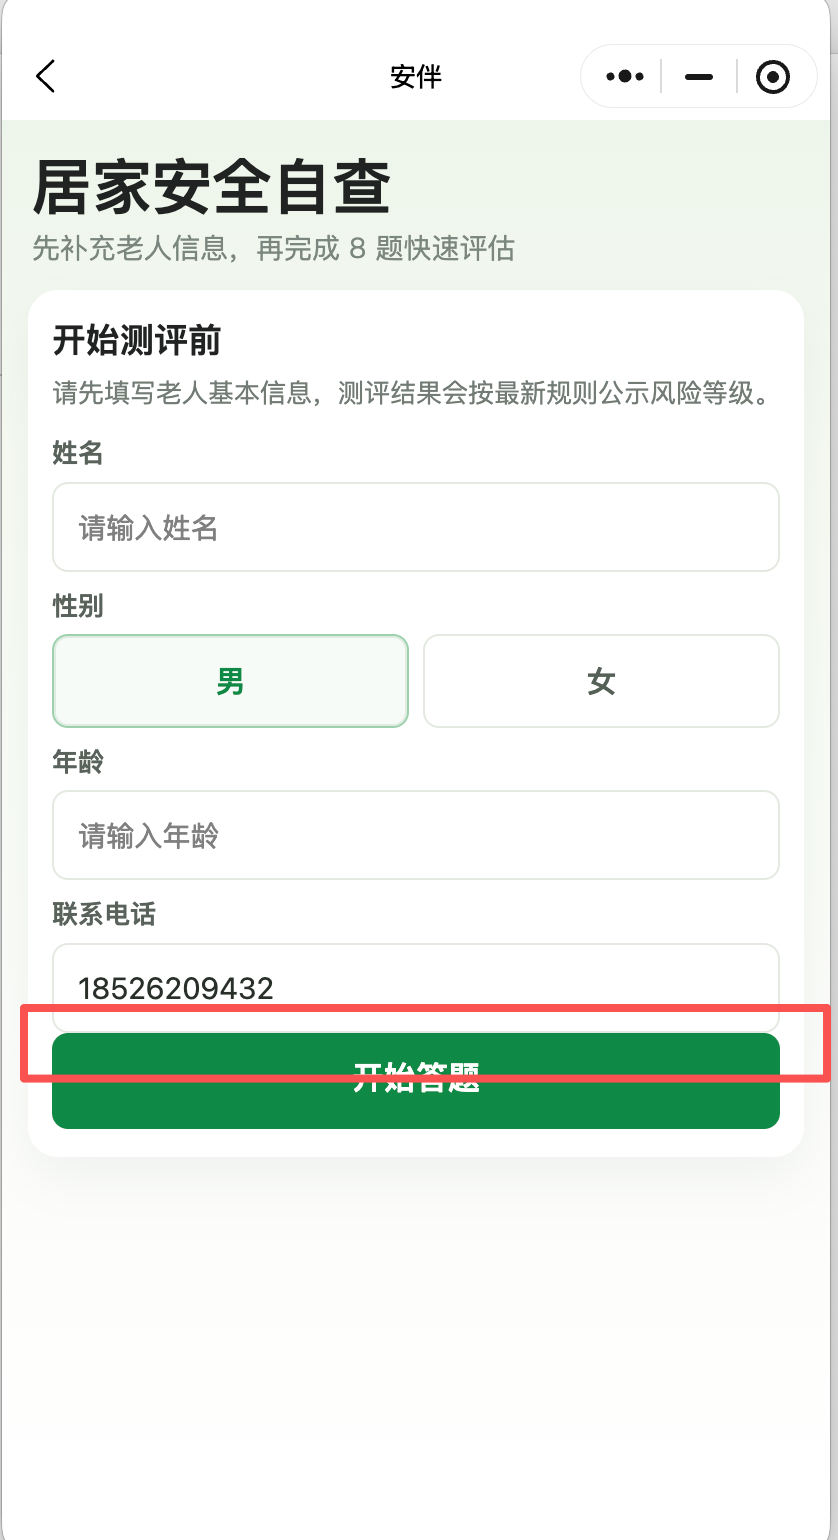 安伴
居家安全自查
先补充老人信息，再完成 8 题快速评估
开始测评前
请先填写老人基本信息，测评结果会按最新规则公示风险等级。
姓名
请输入姓名
性别
男 女
年龄
请输入年龄
联系电话
18526209432
开始答题